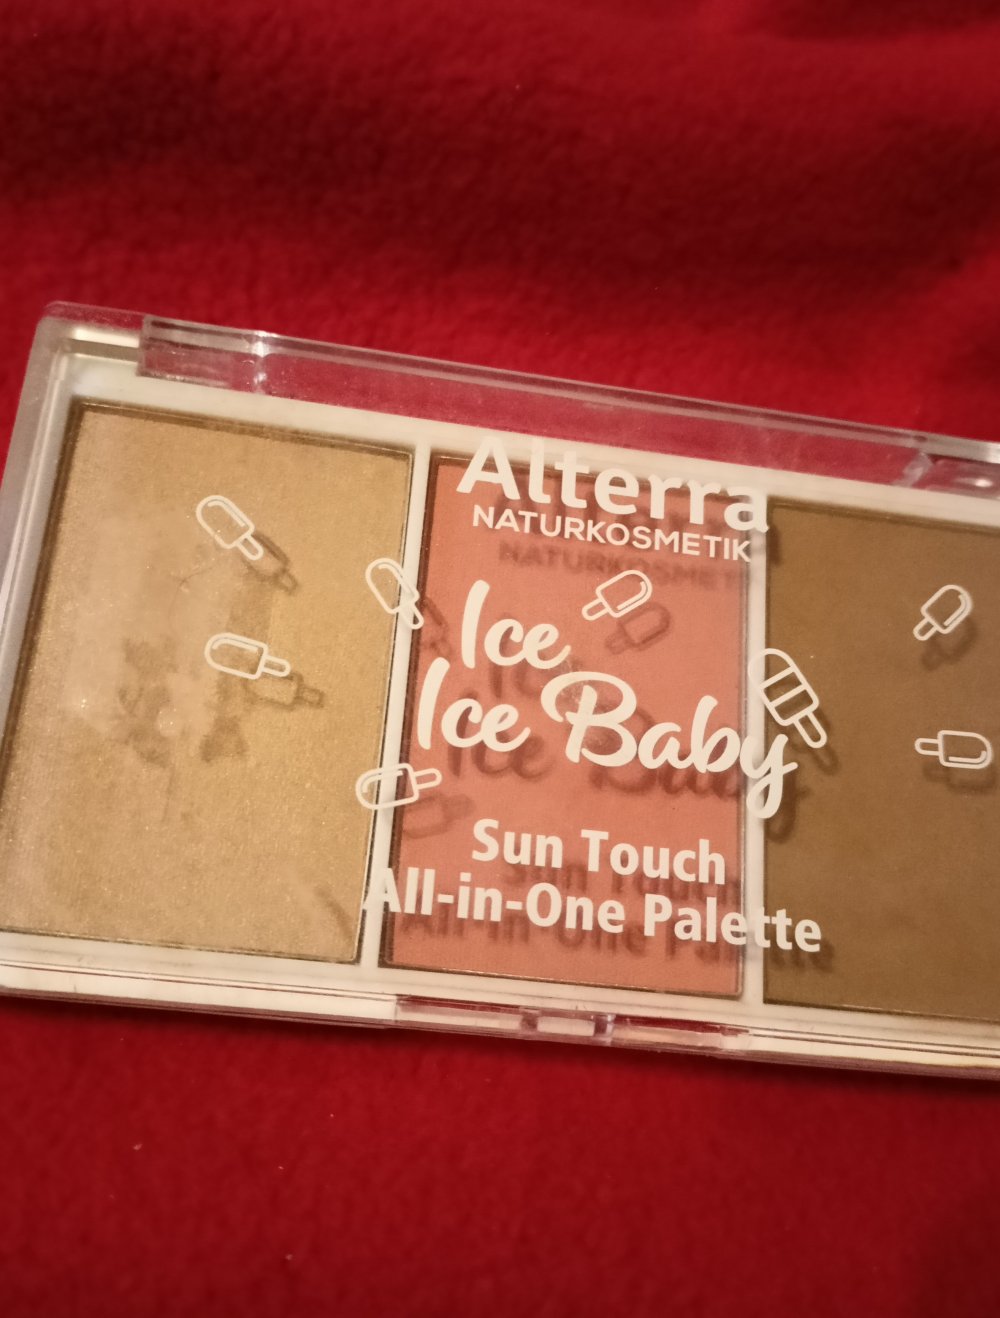 Alterra
NATURKOSMETIK
Ice
Ice Baby
Sun Touch
All-in-One Palette